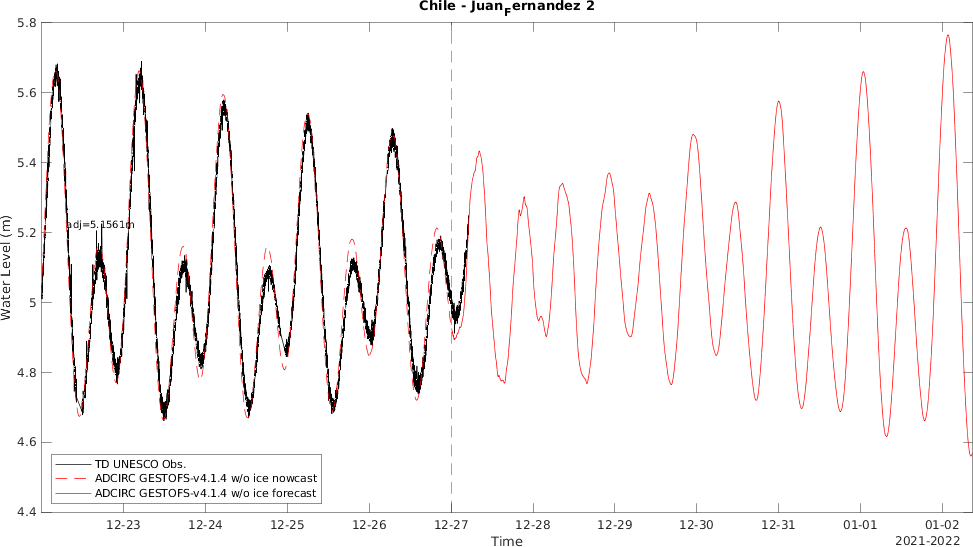 Chile - Juan_Fernandez 2
5.8
5.6
5.4
5.2
5
4.8
4.6
4.4
Water Level (m)
adj=5.1561m
TD UNESCO Obs.
ADCIRC GESTOFS-v4.1.4 w/o ice nowcast
ADCIRC GESTOFS-v4.1.4 w/o ice forecast
12-23 12-24 12-25 12-26 12-27 12-28 12-29 12-30 12-31 01-01 01-02
Time
2021-2022